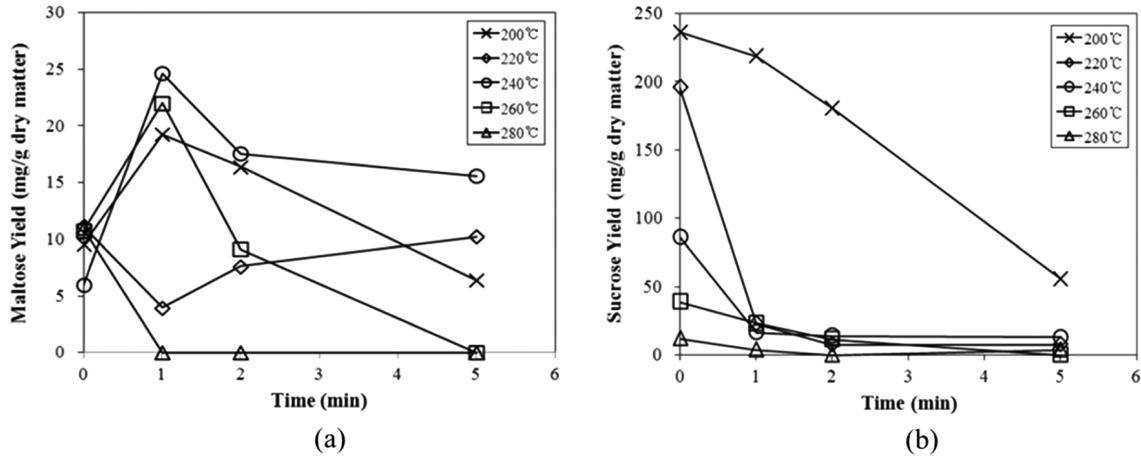 30
25
20
15
10
5
0
Maltose Yield (mg/g dry matter)
0 1 2 3 4 5 6
Time (min)
200℃
220℃
240℃
260℃
280℃
(a)
250
200
150
100
50
0
Sucrose Yield (mg/g dry matter)
0 1 2 3 4 5 6
Time (min)
200℃
220℃
240℃
260℃
280℃
(b)